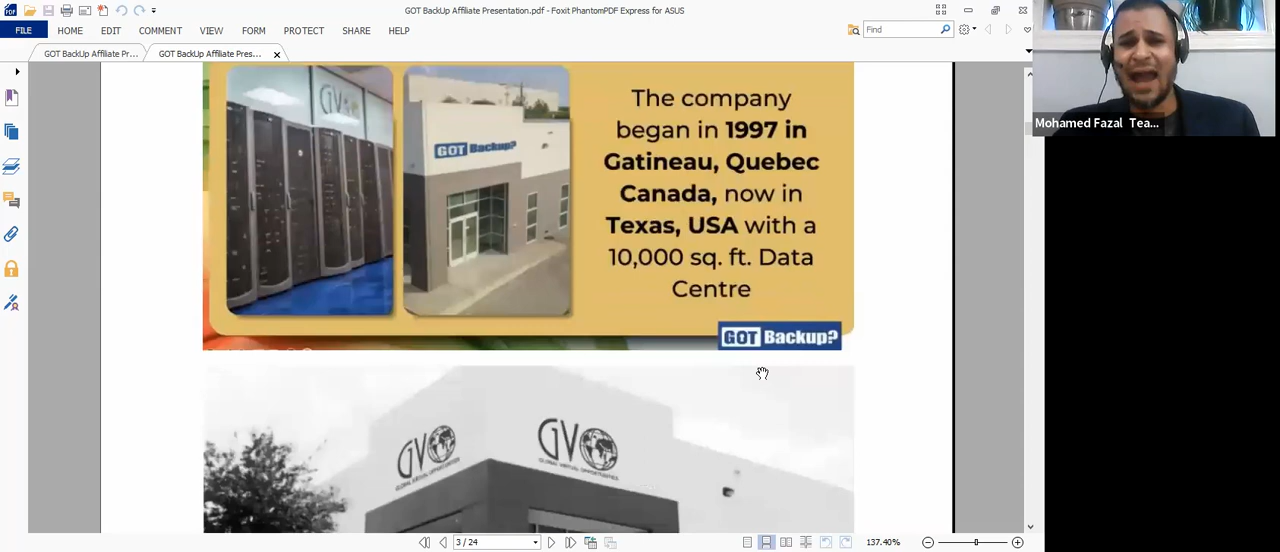 GOT BackUp Affiliate Presentation.pdf - Foxit PhantomPDF Express for ASUS
FILE HOME EDIT COMMENT VIEW FORM PROTECT SHARE HELP Find
GOT BackUp Affiliate Pr... GOT BackUp Affiliate Pres...
Mohamed Fazal Tea...
GV
GOT Backup?
The company
began in 1997 in
Gatineau, Quebec
Canada, now in
Texas, USA with a
10,000 sq. ft. Data
Centre
GOT Backup?
GVO
GVO
3 / 24
137.40%